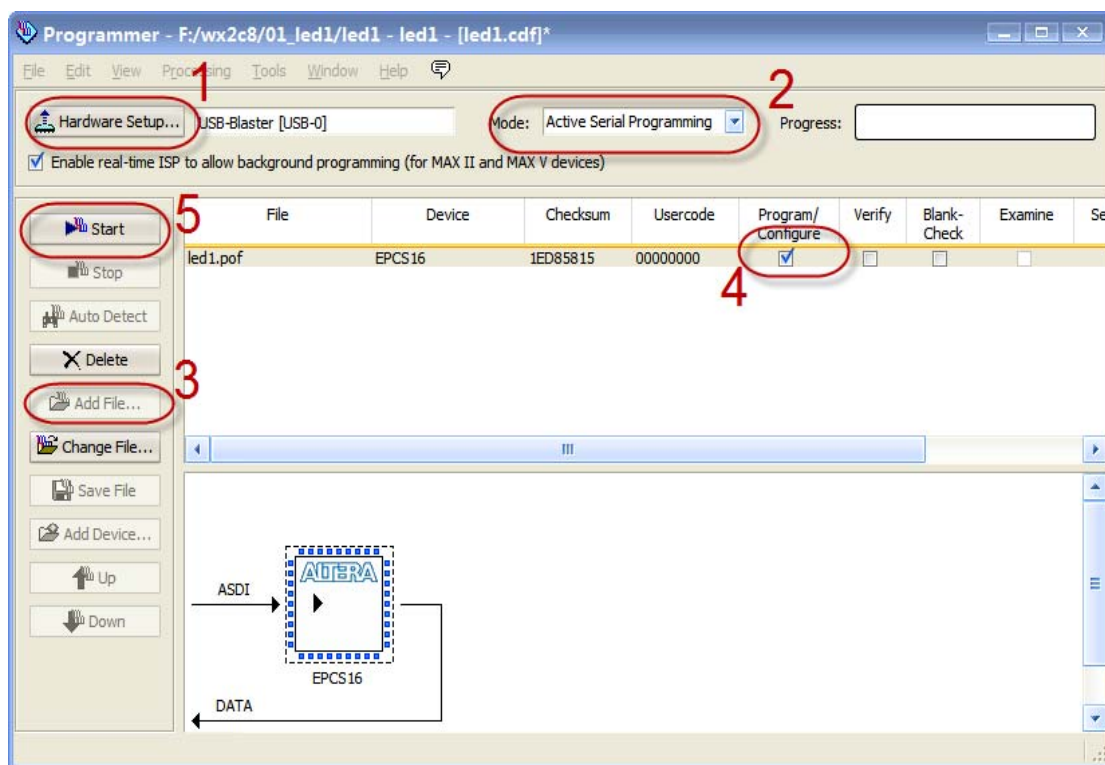 Programmer - F:/wx2c8/01_led1/led1 - led1 - [led1.cdf]*
File Edit View Processing Tools Window Help
1
2
Hardware Setup... USB-Blaster [USB-0] Mode: Active Serial Programming Progress:
Enable real-time ISP to allow background programming (for MAX II and MAX V devices)
5
Start
Stop
Auto Detect
Delete
3
Add File...
Change File...
Save File
Add Device...
Up
Down
File Device Checksum Usercode Program/Configure Verify Blank-Check Examine Se
led1.pof EPCS16 1ED85815 00000000
4
ASDI
ALTERA
EPCS16
DATA